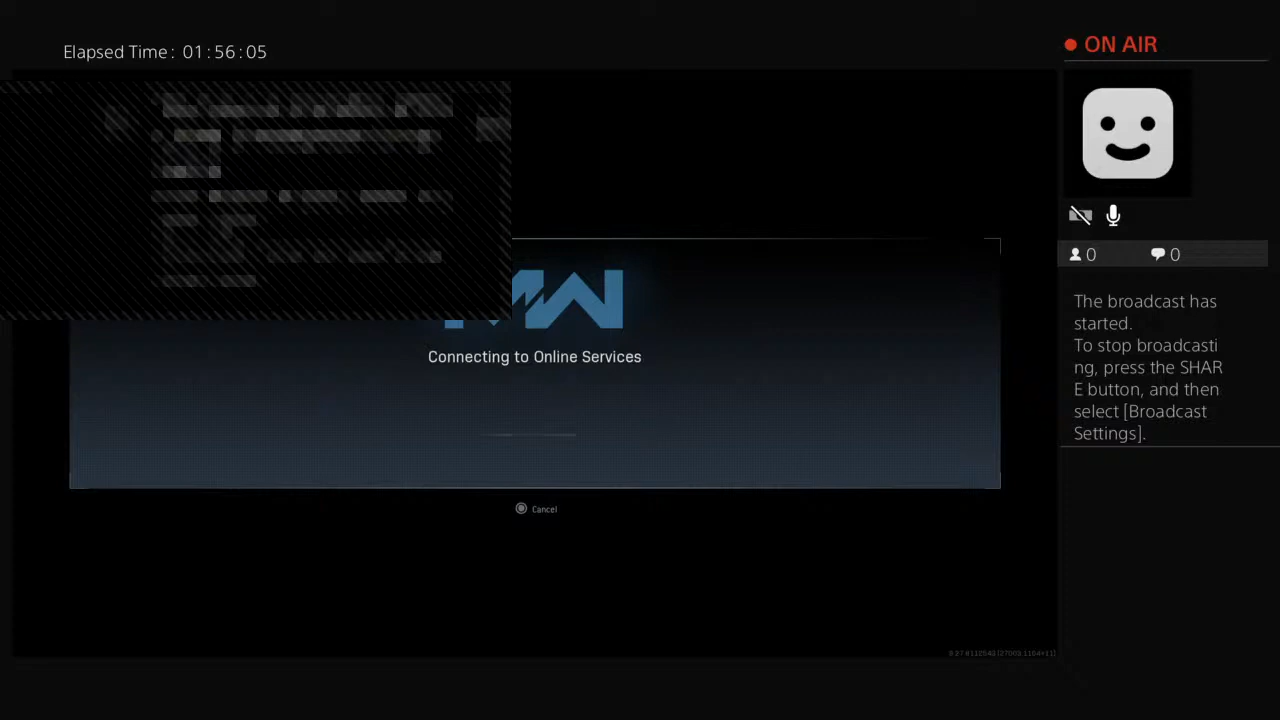 Elapsed Time: 01:56:05
ON AIR
0 0
The broadcast has
started.
To stop broadcasti
ng, press the SHAR
E button, and then
select [Broadcast
Settings].
MW
Connecting to Online Services
Cancel